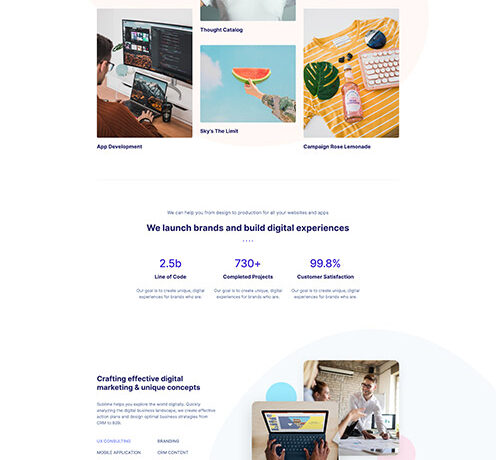 Thought Catalog
Sky's The Limit
App Development
Campaign Rose Lemonade
We can help you from design to production for all your websites and apps
We launch brands and build digital experiences
2.5b
730+
99.8%
Line of Code
Completed Projects
Customer Satisfaction
Our goal is to create unique, digital
experiences for brands who are.
Our goal is to create unique, digital
experiences for brands who are.
Our goal is to create unique, digital
experiences for brands who are.
Crafting effective digital
marketing & unique concepts
Sublime helps you explore the world digitally. Quickly
analyzing the digital business landscape, we create effective
action plans and design optimal business strategies from
CRM to B2B.
UX CONSULTING
BRANDING
MOBILE APPLICATION
CRM CONTENT